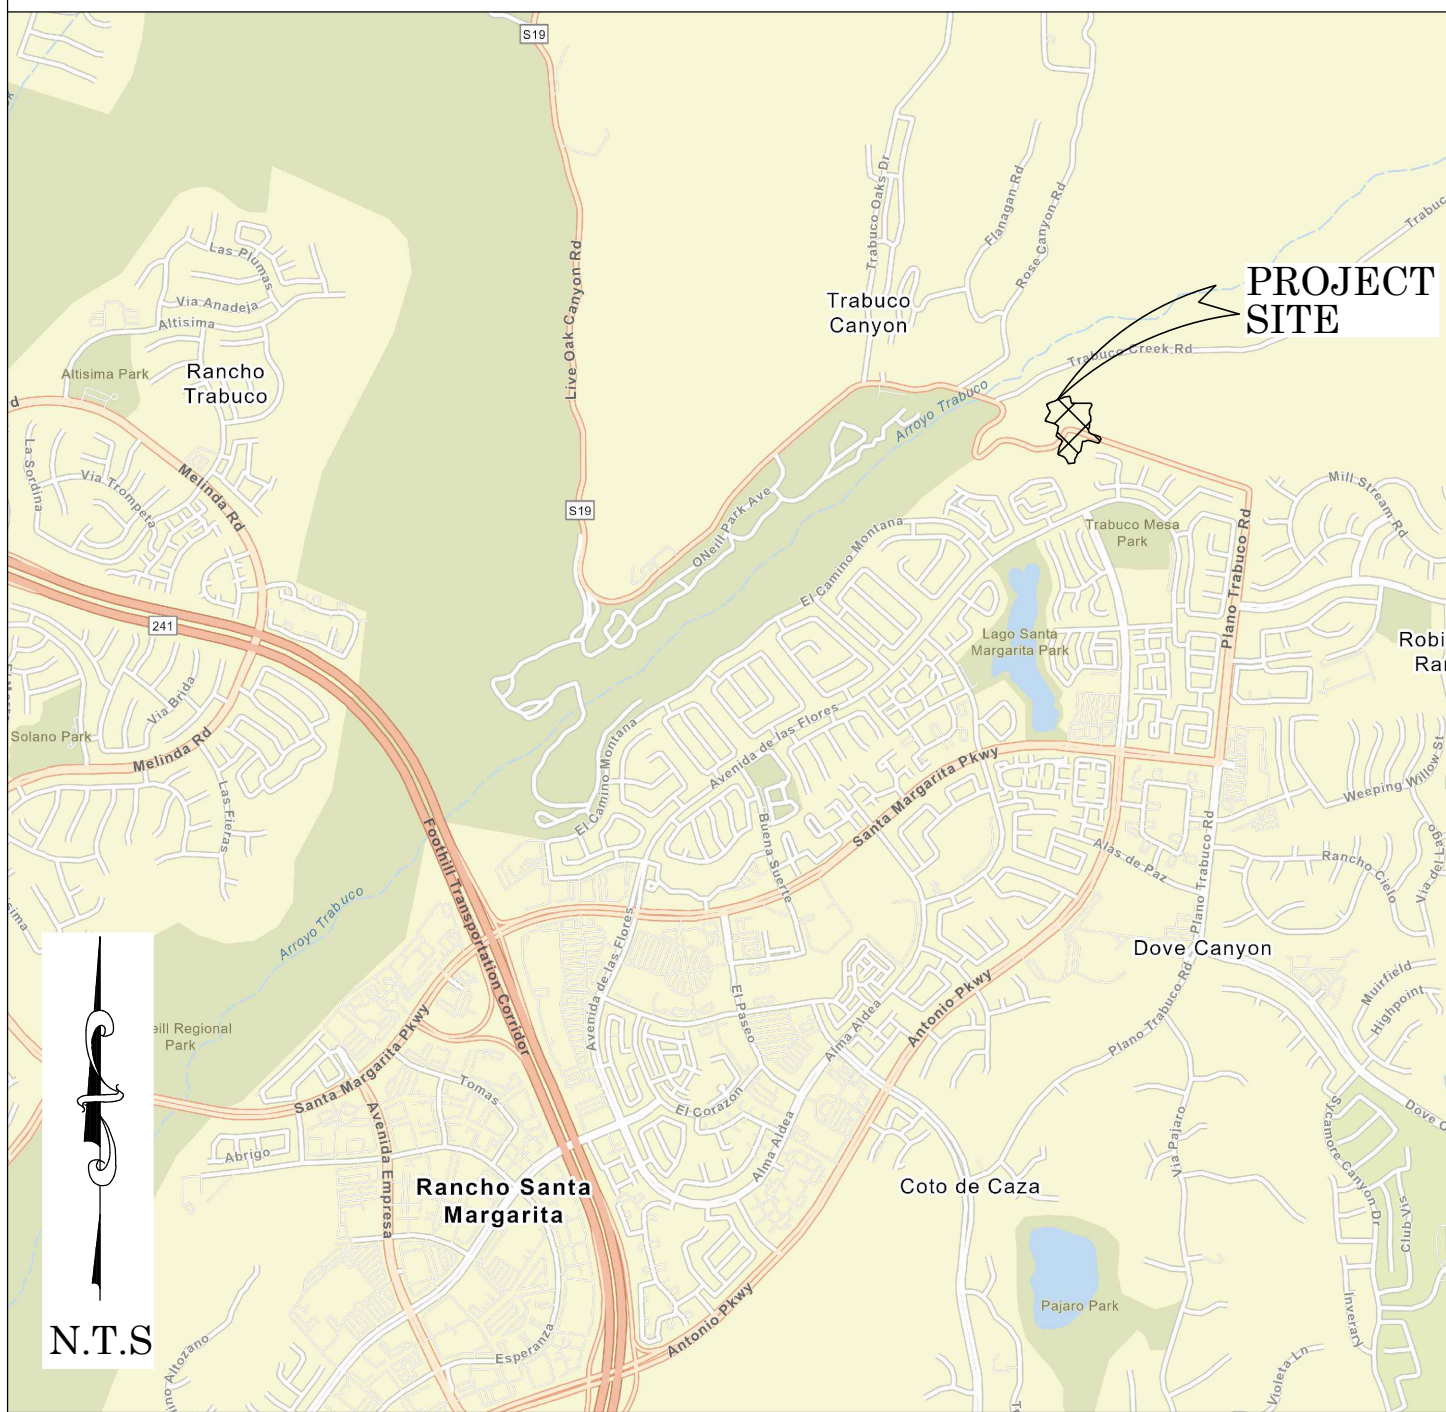 S19
Trabuco Oaks Dr
Flanagan Rd
Rose Canyon Rd
Las Plumas
Via Anadeja
Altisima
Live Oak Canyon Rd
Trabuco
Canyon
PROJECT
SITE
Trabuco Creek Rd
Altisima Park
Rancho
Trabuco
Arroyo Trabuco
La Sordina
Via Trompeta
Melinda Rd
S19
ONeill Park Ave
El Camino Montana
Trabuco Mesa
Park
Mill Stream Rd
Plano Trabuco Rd
241
Lago Santa
Margarita Park
Via Brida
Solano Park
Melinda Rd
Las Fieras
El Camino Montana
Avenida de las Flores
Santa Margarita Pkwy
Buena Suerte
Weeping Willow St
Foothill Transportation Corridor
Alas de Paz
Plano Trabuco Rd
Rancho Cielo
Via del Lago
Arroyo Trabuco
Avenida de las Flores
Dove Canyon
Muirfield
Highpoint
Regional
Park
Santa Margarita Pkwy
El Paseo
Alma Aldea
Antonio Pkwy
Plano Trabuco Rd
Tomas
El Corazon
Avenida Empresa
Abrigo
Alma Aldea
Via Pajaro
Sycamore Canyon Dr
Rancho Santa
Margarita
Coto de Caza
Club Vis
Pajaro Park
Inverary
N.T.S
Esperanza
Antonio Pkwy
Violeta Ln